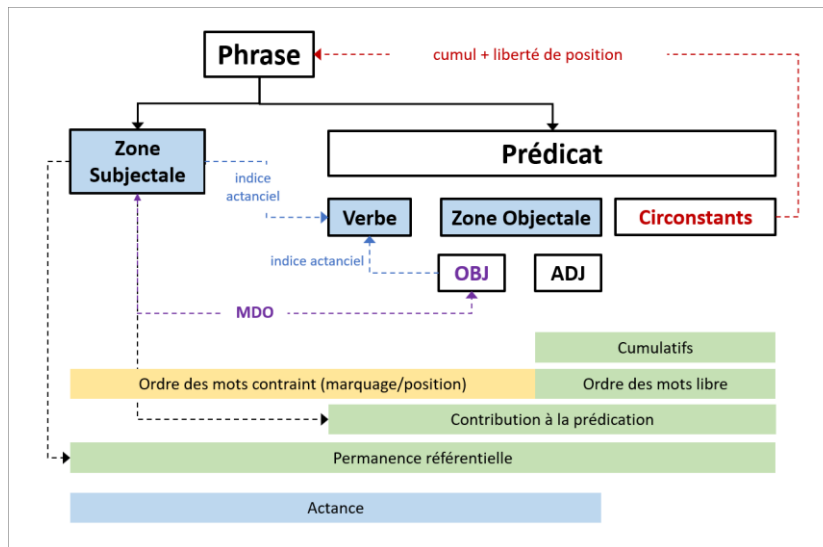 Phrase
cumul + liberté de position
Zone
Subjectale
Prédicat
indice
actanciel
Verbe
Zone Objectale
Circonstants
indice actanciel
OBJ
ADJ
MDO
Cumulatifs
Ordre des mots contraint (marquage/position)
Ordre des mots libre
Contribution à la prédication
Permanence référentielle
Actance